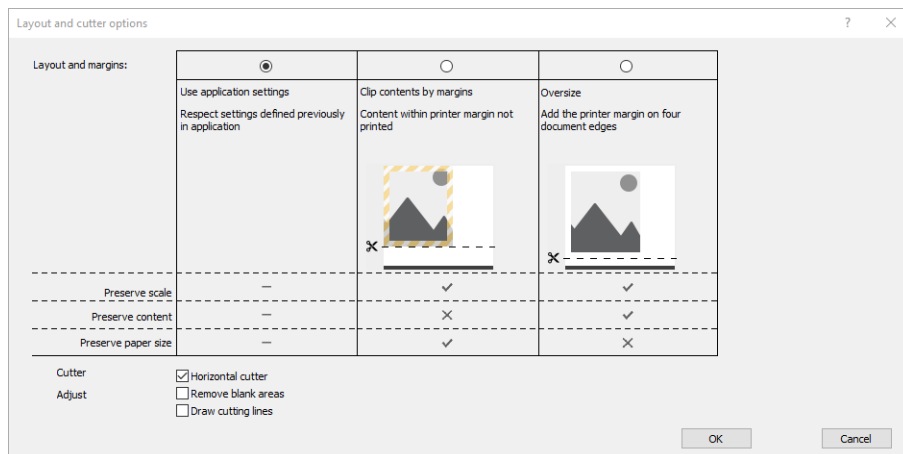 Layout and cutter options
Layout and margins:
Use application settings
Respect settings defined previously
in application
Clip contents by margins
Content within printer margin not
printed
Oversize
Add the printer margin on four
document edges
Preserve scale
Preserve content
Preserve paper size
Cutter
Horizontal cutter
Adjust
Remove blank areas
Draw cutting lines
OK
Cancel